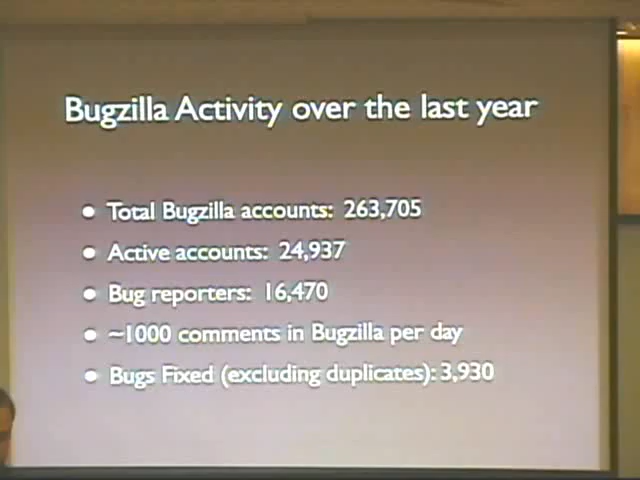 Bugzilla Activity over the last year
• Total Bugzilla accounts: 263,705
• Active accounts: 24,937
• Bug reporters: 16,470
• ~1000 comments in Bugzilla per day
• Bugs Fixed (excluding duplicates): 3,930